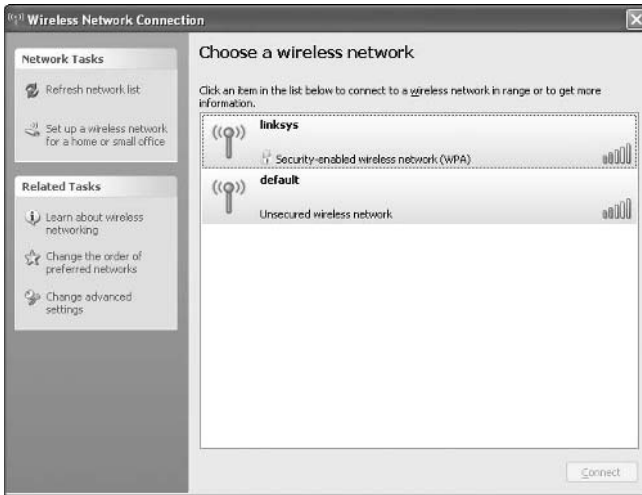 Wireless Network Connection
Network Tasks
Refresh network list
Set up a wireless network
for a home or small office
Related Tasks
Learn about wireless
networking
Change the order of
preferred networks
Change advanced
settings
Choose a wireless network
Click an item in the list below to connect to a wireless network in range or to get more
information.
linksys
Security-enabled wireless network (WPA)
default
Unsecured wireless network
Connect